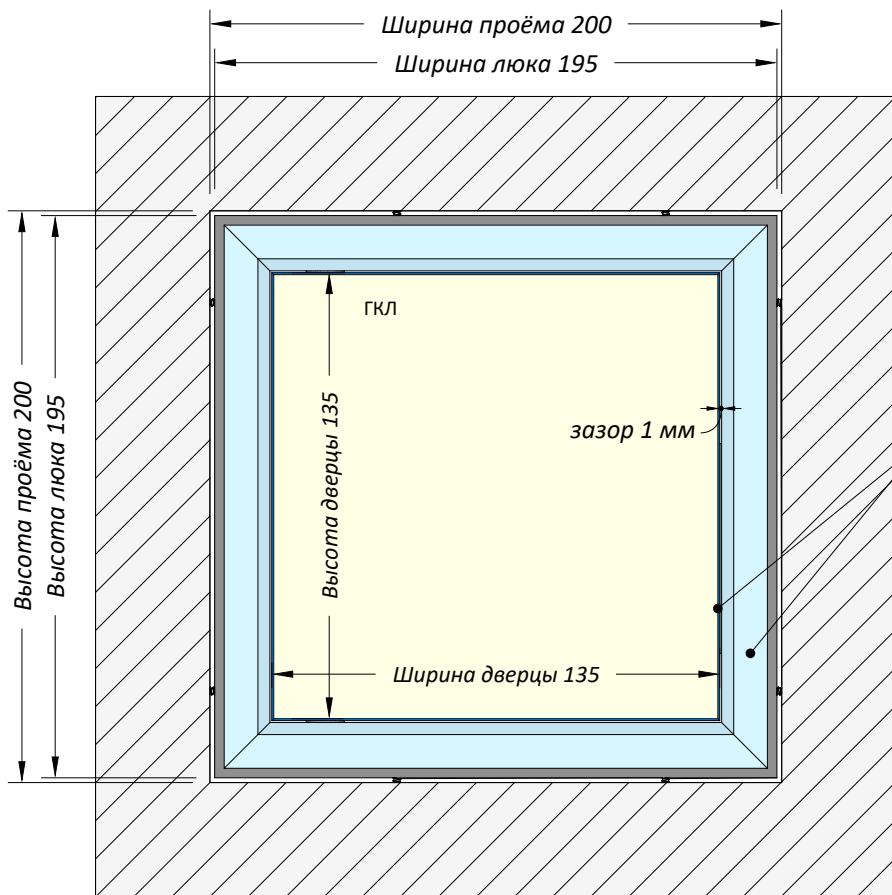 Ширина проёма 200
Ширина люка 195
ГКЛ
Высота проёма 200
Высота люка 195
Высота дверцы 135
зазор 1 мм
Ширина дверцы 135